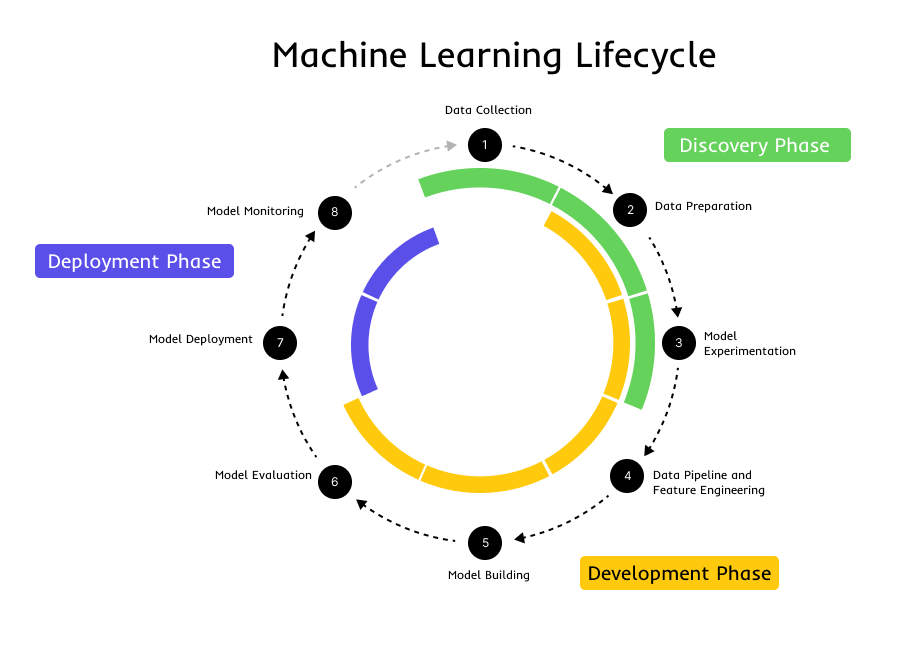 Machine Learning Lifecycle
Data Collection
1
Discovery Phase
2
Data Preparation
Model Monitoring
8
Deployment Phase
Model Deployment
7
3
Model
Experimentation
Model Evaluation
6
4
Data Pipeline and
Feature Engineering
5
Model Building
Development Phase